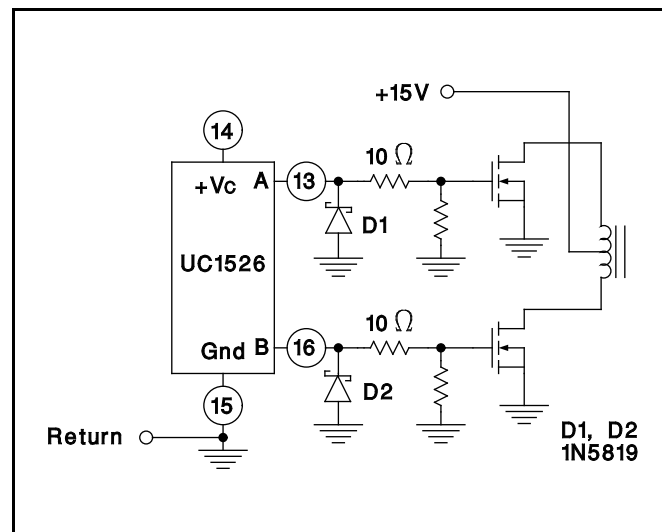 +15V
14
10 Ω
+Vc A 13
D1
UC1526
10 Ω
Gnd B 16
D2
15
Return
D1, D2
1N5819